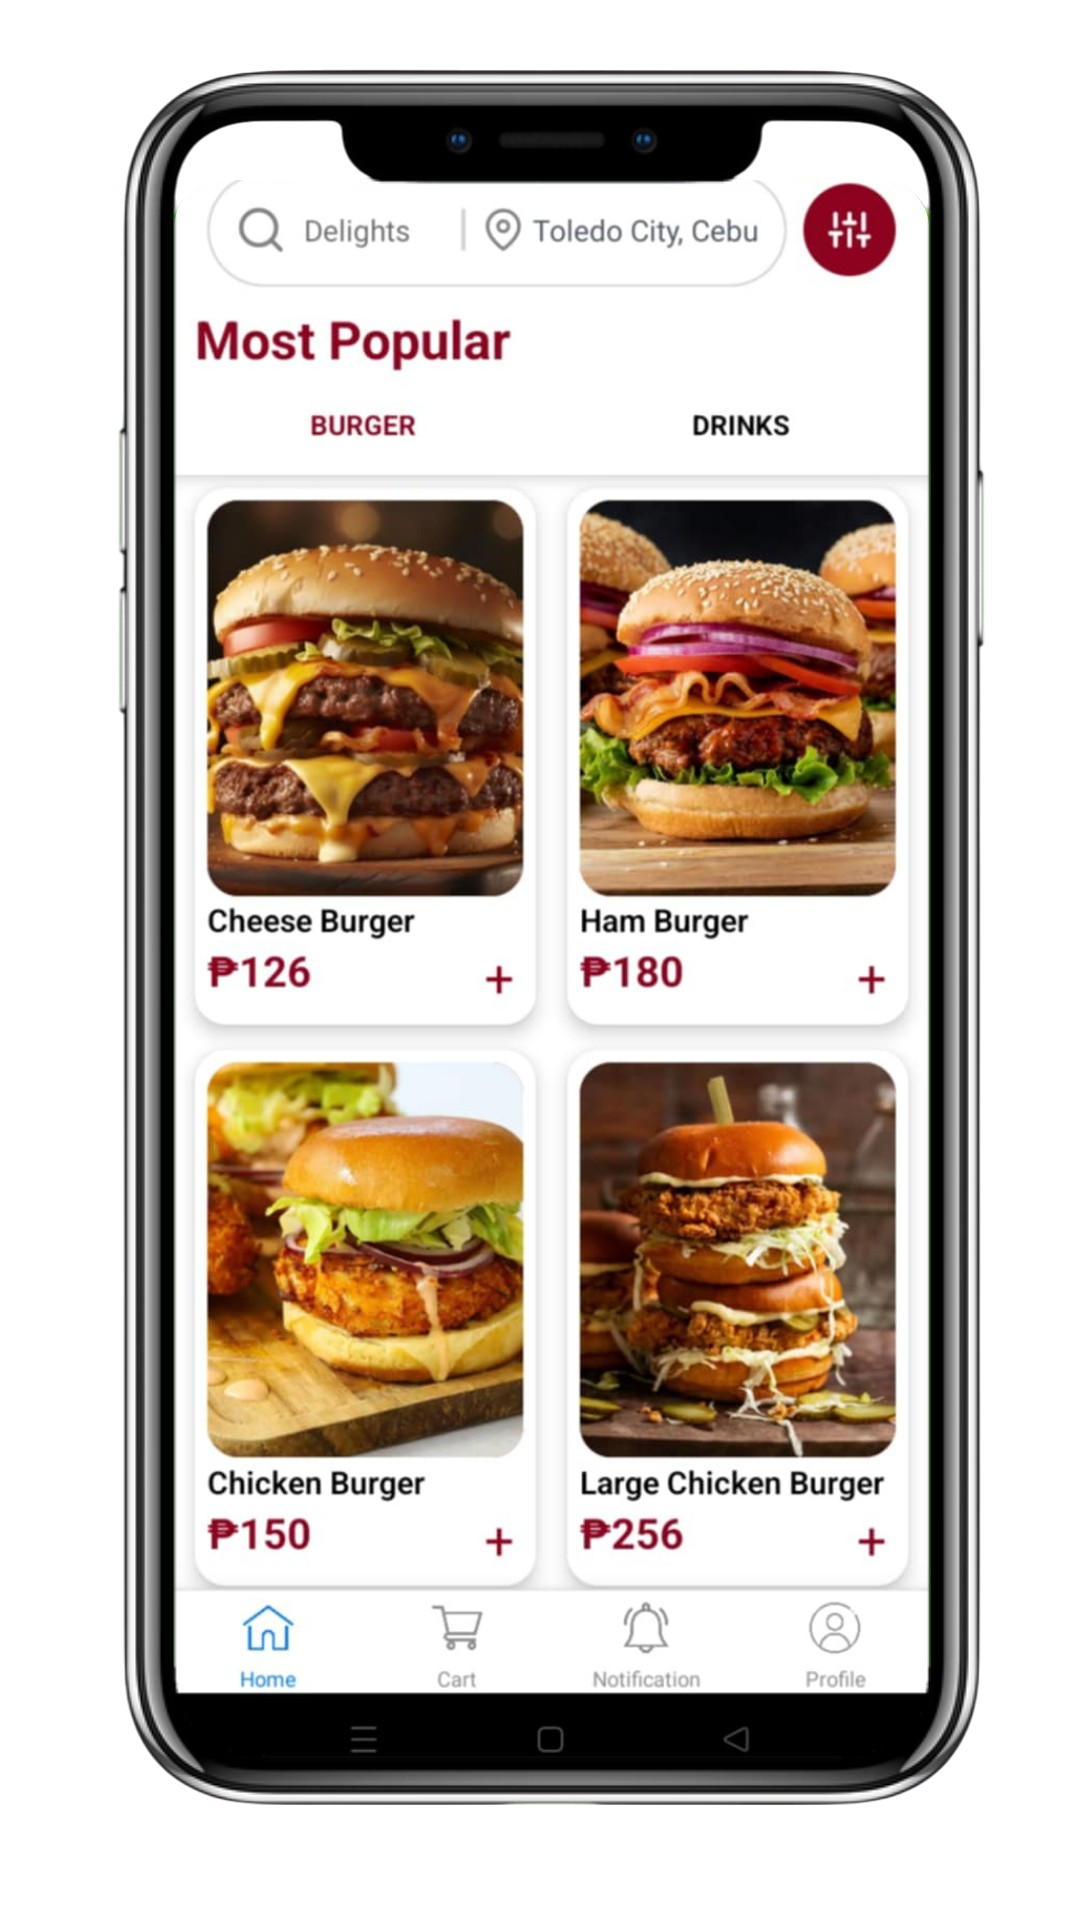 Delights | Toledo City, Cebu
Most Popular
BURGER DRINKS
Cheese Burger
₱126 +
Ham Burger
₱180 +
Chicken Burger
₱150 +
Large Chicken Burger
₱256 +
Home Cart Notification Profile